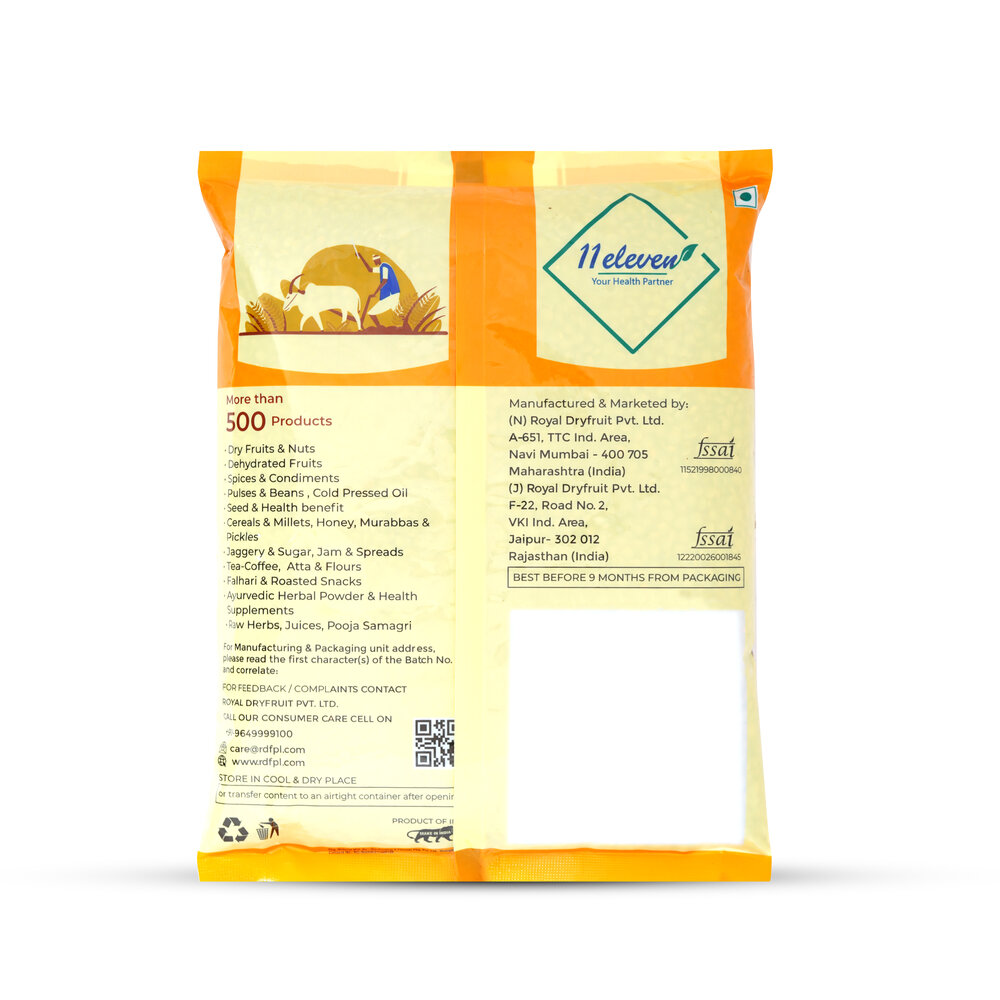 11eleven
Your Health Partner
More than
500 Products
· Dry Fruits & Nuts
· Dehydrated Fruits
· Spices & Condiments
· Pulses & Beans , Cold Pressed Oil
· Seed & Health benefit
· Cereals & Millets, Honey, Murabbas &
Pickles
· Jaggery & Sugar, Jam & Spreads
· Tea-Coffee, Atta & Flours
· Falhari & Roasted Snacks
· Ayurvedic Herbal Powder & Health
Supplements
· Raw Herbs, Juices, Pooja Samagri
For Manufacturing & Packaging unit address,
please read the first character(s) of the Batch No.
and correlate:
FOR FEEDBACK / COMPLAINTS CONTACT
ROYAL DRYFRUIT PVT. LTD.
CALL OUR CONSUMER CARE CELL ON
+91-9649999100
care@rdfpl.com
www.rdfpl.com
STORE IN COOL & DRY PLACE
or transfer content to an airtight container after
PRODUCT OF
MAKE IN INDIA
Manufactured & Marketed by:
(N) Royal Dryfruit Pvt. Ltd.
A-651, TTC Ind. Area,
Navi Mumbai - 400 705
Maharashtra (India)
(J) Royal Dryfruit Pvt. Ltd.
F-22, Road No. 2,
VKI Ind. Area,
Jaipur- 302 012
Rajasthan (India)
fssai
11521998000840
fssai
12220026001845
BEST BEFORE 9 MONTHS FROM PACKAGING